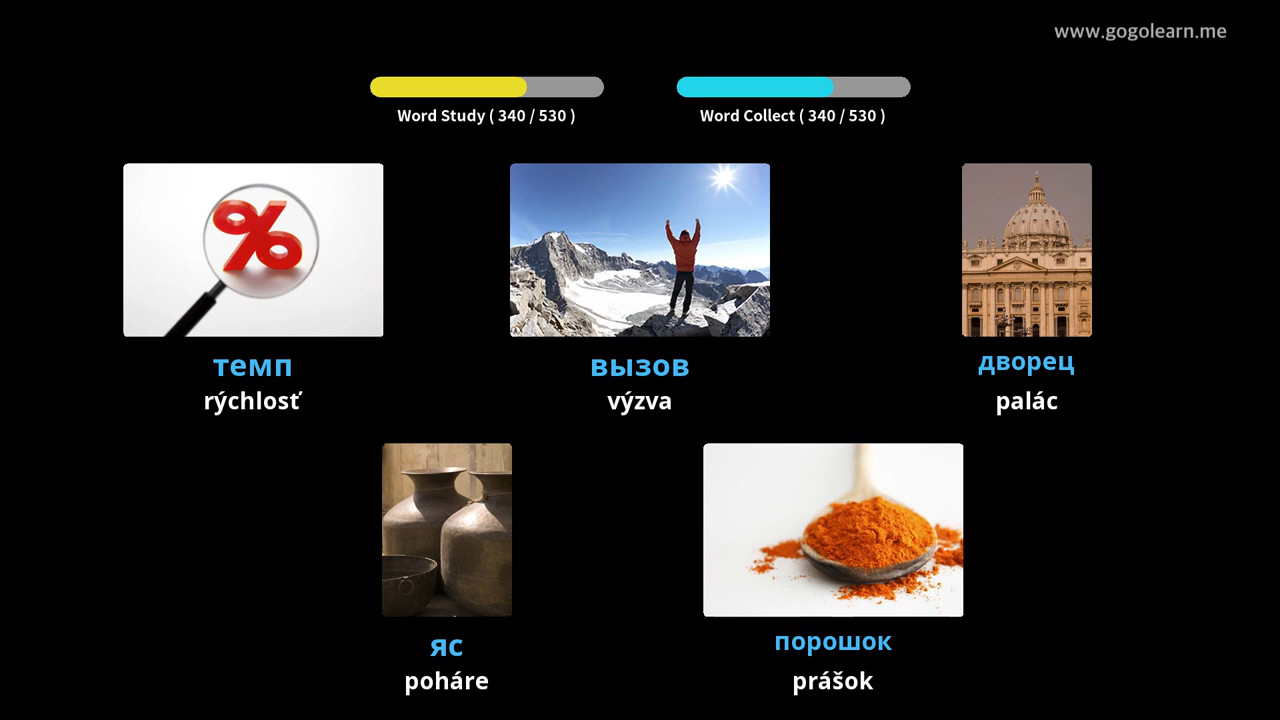 www.gogolearn.me
Word Study ( 340 / 530 )
Word Collect ( 340 / 530 )
темп
rýchlosť
вызов
výzva
дворец
palác
яс
poháre
порошок
prášok